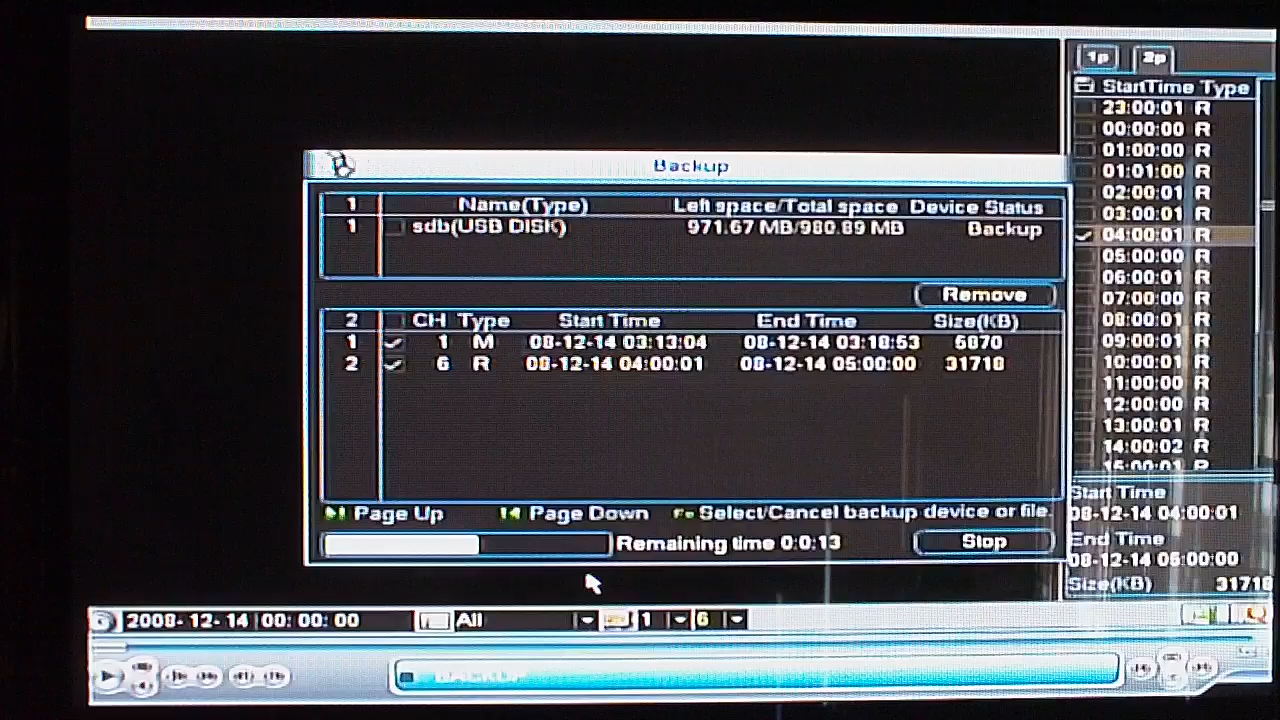 1p 2p
StartTime Type
23:00:01 R
00:00:00 R
01:00:00 R
01:01:00 R
02:00:01 R
03:00:01 R
04:00:01 R
05:00:00 R
06:00:01 R
07:00:00 R
08:00:01 R
09:00:01 R
10:00:01 R
11:00:00 R
12:00:00 R
13:00:01 R
14:00:02 R
15:00:01 R
Backup
1 Name(Type) Left space/Total space Device Status
1 sdb(USB DISK) 971.67 MB/980.89 MB Backup
Remove
2 CH Type Start Time End Time Size(KB)
1 1 M 08-12-14 03:13:04 08-12-14 03:18:53 5870
2 6 R 08-12-14 04:00:01 08-12-14 05:00:00 31718
Page Up Page Down Select/Cancel backup device or file.
Remaining time 0:0:13 Stop
Start Time
08-12-14 04:00:01
End Time
08-12-14 05:00:00
Size(KB) 31718
2008-12-14 00:00:00 All 1 6